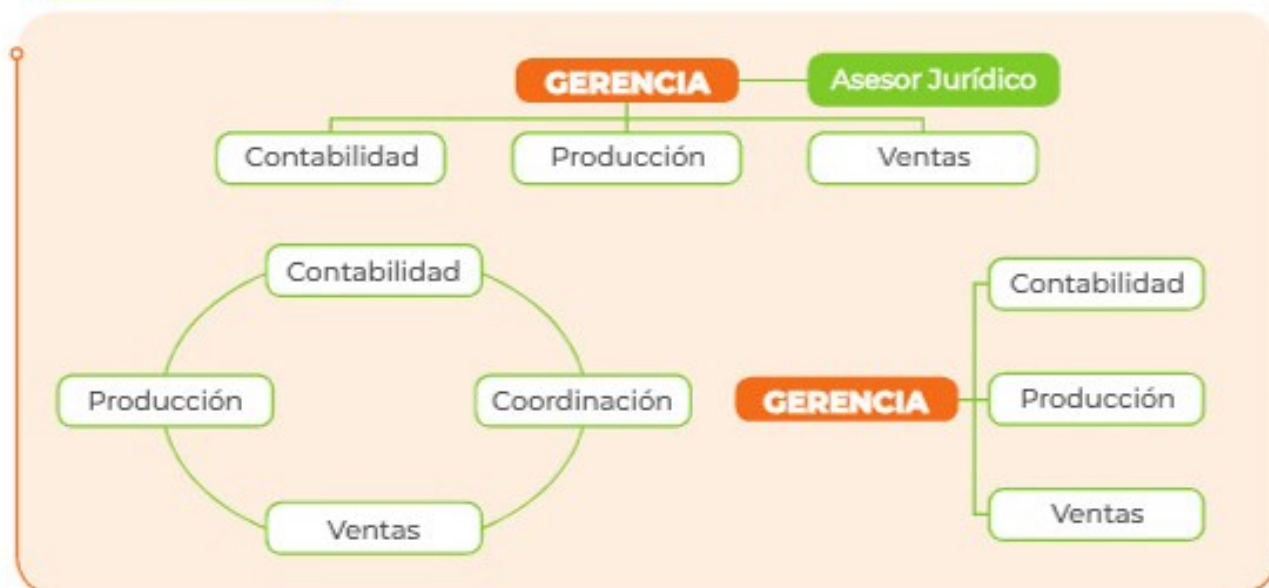 GERENCIA
Asesor Jurídico
Contabilidad
Producción
Ventas
Contabilidad
Producción
Coordinación
Ventas
GERENCIA
Contabilidad
Producción
Ventas